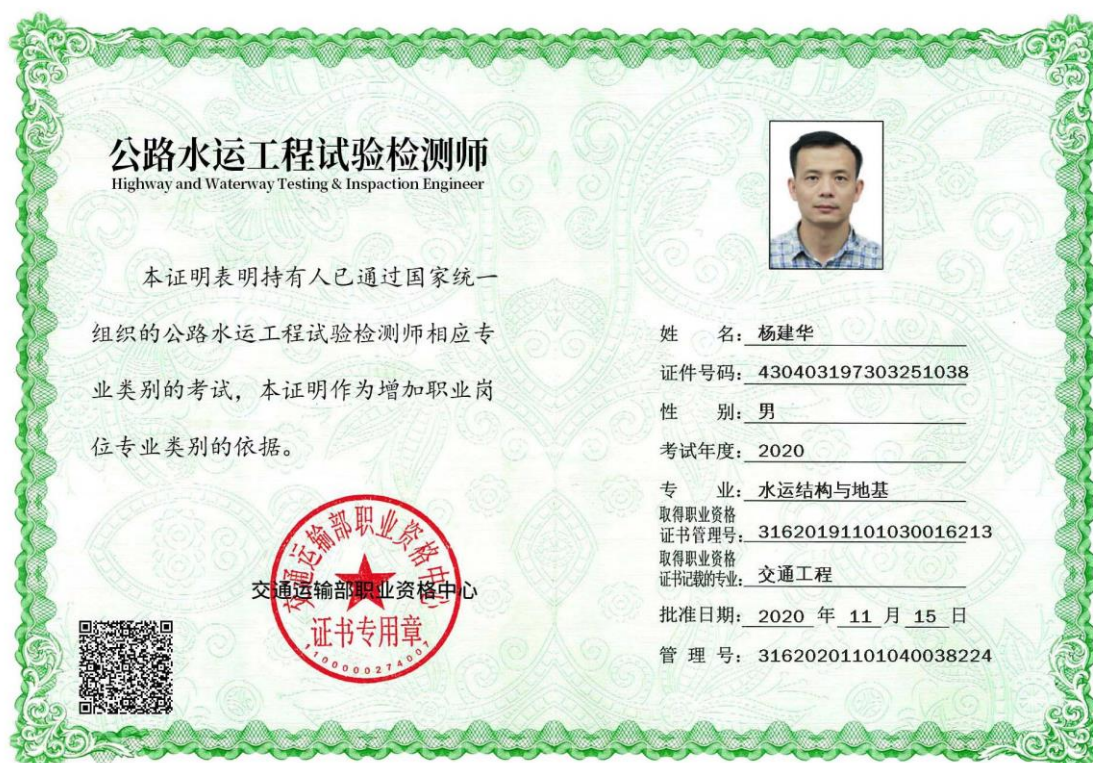 公路水运工程试验检测师
Highway and Waterway Testing & Inspaction Engineer
本证明表明持有人已通过国家统一
组织的公路水运工程试验检测师相应专
业类别的考试，本证明作为增加职业岗
位专业类别的依据。
交通运输部职业资格中心
交通运输部职业资格中心
证书专用章
1100000274007
姓 名：杨建华
证件号码：430403197303251038
性 别：男
考试年度：2020
专 业：水运结构与地基
取得职业资格
证书管理号：31620191101030016213
取得职业资格
证书记载的专业：交通工程
批准日期：2020 年 11 月 15 日
管 理 号：31620201101040038224